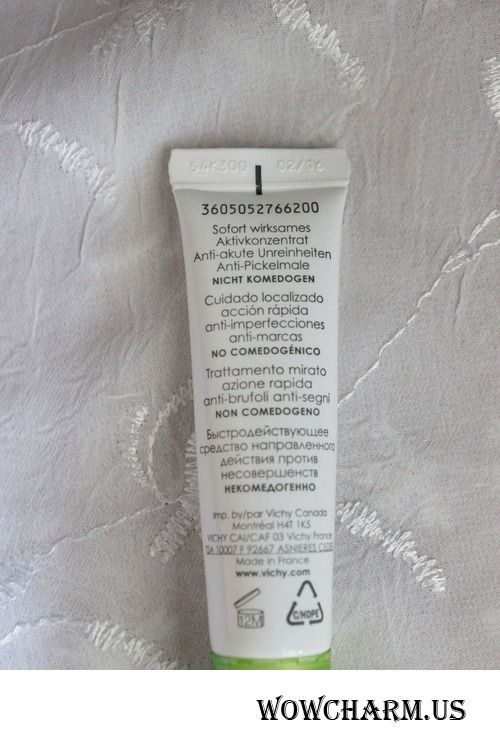 54K300 02/16
3605052766200
Sofort wirksames
Aktivkonzentrat
Anti-akute Unreinheiten
Anti-Pickelmale
NICHT KOMEDOGEN
Cuidado localizado
acción rápida
anti-imperfecciones
anti-marcas
NO COMEDOGÉNICO
Trattamento mirato
azione rapida
anti-brufoli anti-segni
NON COMEDOGENO
Быстродействующее
средство направленного
действия против
несовершенств
НЕКОМЕДОГЕННО
Imp. by/par Vichy Canada
Montréal H4T 1K5
VICHY CAI/CAF 03 Vichy France
TSA 10007 F 92667 ASNIERES CEDEX
Made in France
www.vichy.com
12M
C/HDPE
WOWCHARM.US